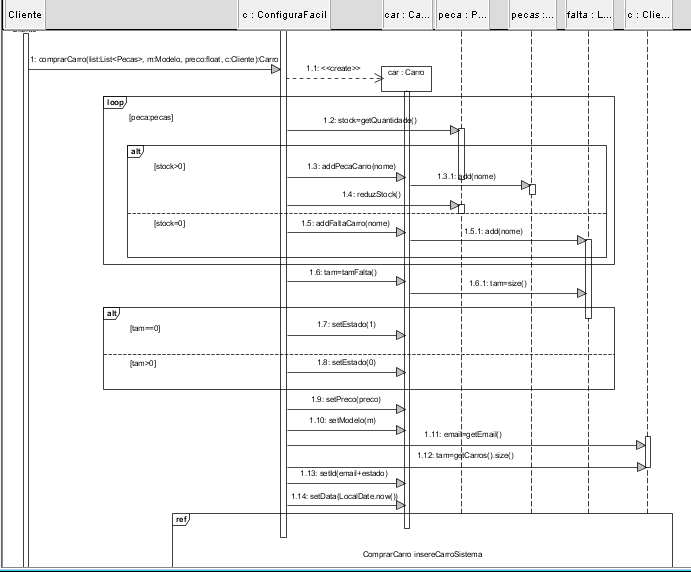 Cliente
c : ConfiguraFacil
car : Ca...
peca : P...
pecas:...
falta : L...
c : Clie...
1: comprarCarro(list:List<Pecas>, m:Modelo, preco:float, c:Cliente):Carro
1.1: <<create>>
car : Carro
loop
[peca:pecas]
1.2: stock=getQuantidade()
alt
[stock>0]
1.3: addPecaCarro(nome)
1.3.1: add(nome)
1.4: reduzStock()
[stock=0]
1.5: addFaltaCarro(nome)
1.5.1: add(nome)
1.6: tam=tamFalta()
1.6.1: tam=size()
alt
[tam==0]
1.7: setEstado(1)
[tam>0]
1.8: setEstado(0)
1.9: setPreco(preco)
1.10: setModelo(m)
1.11: email=getEmail()
1.12: tam=getCarros().size()
1.13: setId(email+estado)
1.14: setData(LocalDate.now())
ref
ComprarCarro insereCarroSistema